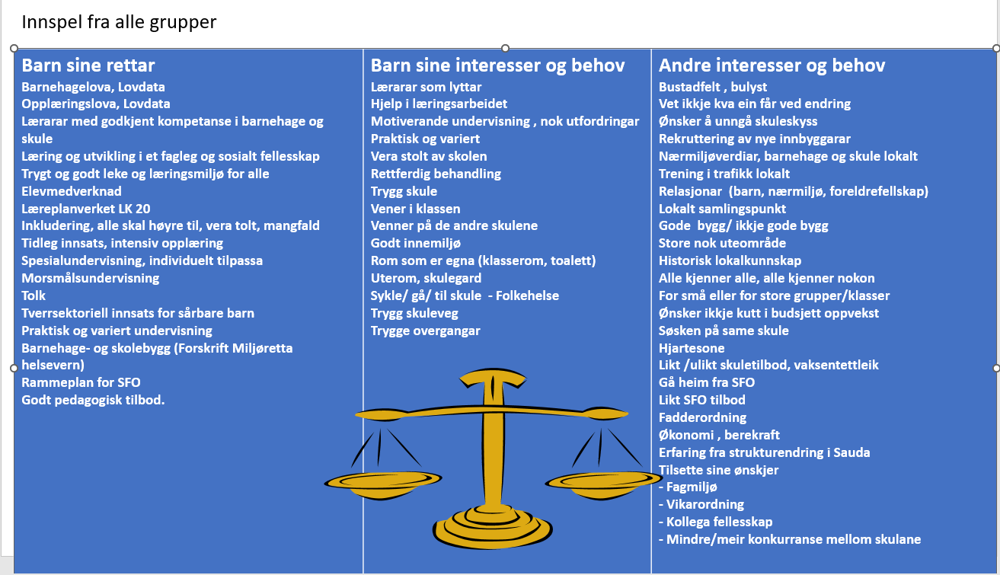 Innspel fra alle grupper
Barn sine rettar
Barnehagelova, Lovdata
Opplæringslova, Lovdata
Lærarar med godkjent kompetanse i barnehage og
skule
Læring og utvikling i et fagleg og sosialt fellesskap
Trygt og godt leke og læringsmiljø for alle
Elevmedverknad
Læreplanverket LK 20
Inkludering, alle skal høyre til, vera tolt, mangfald
Tidleg innsats, intensiv opplæring
Spesialundervisning, individuelt tilpassa
Morsmålsundervisning
Tolk
Tverrsektoriell innsats for sårbare barn
Praktisk og variert undervisning
Barnehage- og skolebygg (Forskrift Miljøretta
helsevern)
Rammeplan for SFO
Godt pedagogisk tilbod.
Barn sine interesser og behov
Lærarar som lyttar
Hjelp i læringsarbeidet
Motiverande undervisning , nok utfordringar
Praktisk og variert
Vera stolt av skolen
Rettferdig behandling
Trygg skule
Vener i klassen
Venner på de andre skulene
Godt innemiljø
Rom som er egna (klasserom, toalett)
Uterom, skulegard
Sykle/ gå/ til skule - Folkehelse
Trygg skuleveg
Trygge overgangar
Andre interesser og behov
Bustadfelt , bulyst
Vet ikkje kva ein får ved endring
Ønsker å unngå skuleskyss
Rekruttering av nye innbyggarar
Nærmiljøverdiar, barnehage og skule lokalt
Trening i trafikk lokalt
Relasjonar (barn, nærmiljø, foreldrefellskap)
Lokalt samlingspunkt
Gode bygg/ ikkje gode bygg
Store nok uteområde
Historisk lokalkunnskap
Alle kjenner alle, alle kjenner nokon
For små eller for store grupper/klasser
Ønsker ikkje kutt i budsjett oppvekst
Søsken på same skule
Hjartesone
Likt /ulikt skuletilbod, vaksentettleik
Gå heim fra SFO
Likt SFO tilbod
Fadderordning
Økonomi , berekraft
Erfaring fra strukturendring i Sauda
Tilsette sine ønskjer
- Fagmiljø
- Vikarordning
- Kollega fellesskap
- Mindre/meir konkurranse mellom skulane